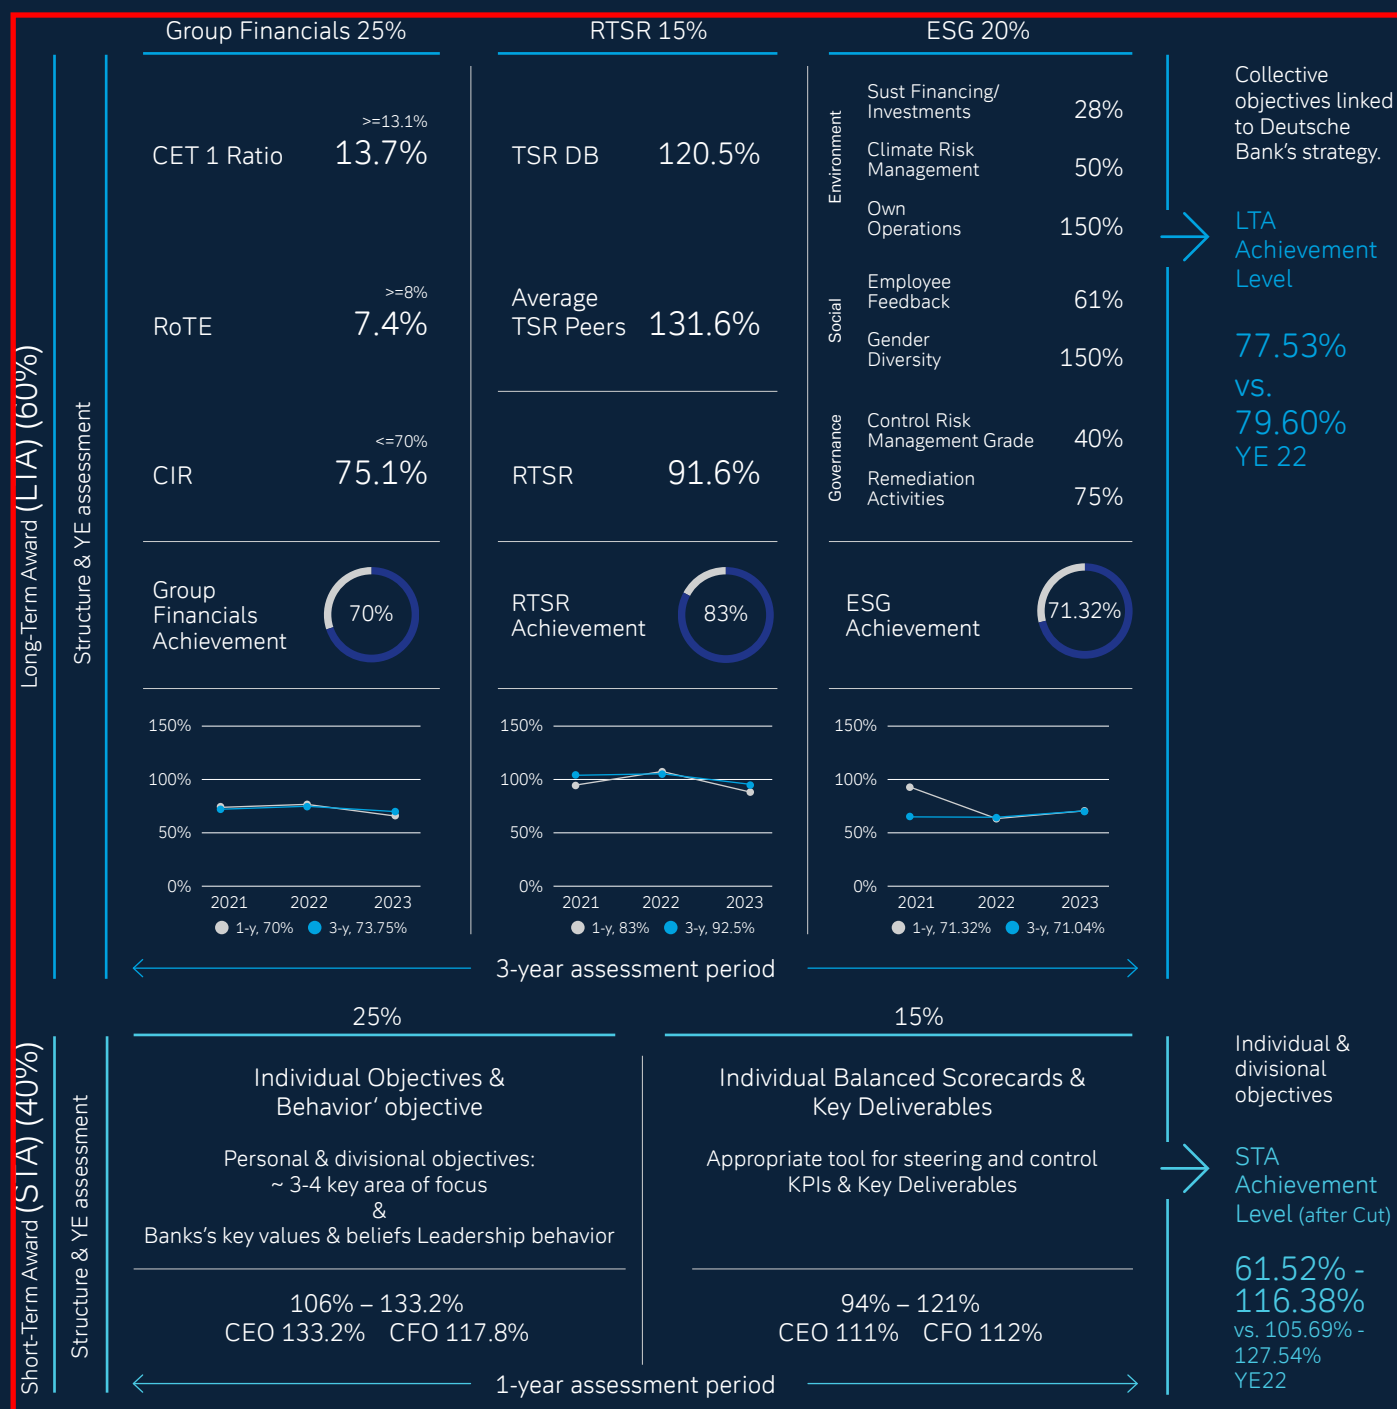 Group Financials 25%
RTSR 15%
ESG 20%
Long-Term Award (LTA) (60%)
Structure & YE assessment
>=13.1%
CET 1 Ratio 13.7%
>=8%
RoTE 7.4%
<=70%
CIR 75.1%
Group
Financials
Achievement
70%
TSR DB 120.5%
Average
TSR Peers 131.6%
RTSR 91.6%
RTSR
Achievement
83%
Environment
Sust Financing/
Investments 28%
Climate Risk
Management 50%
Own
Operations 150%
Social
Employee
Feedback 61%
Gender
Diversity 150%
Governance
Control Risk
Management Grade 40%
Remediation
Activities 75%
ESG
Achievement
71.32%
Collective
objectives linked
to Deutsche
Bank’s strategy.
LTA
Achievement
Level
77.53%
vs.
79.60%
YE 22
150%
100%
50%
0%
2021 2022 2023
1-y, 70% 3-y, 73.75%
150%
100%
50%
0%
2021 2022 2023
1-y, 83% 3-y, 92.5%
150%
100%
50%
0%
2021 2022 2023
1-y, 71.32% 3-y, 71.04%
3-year assessment period
Short-Term Award (STA) (40%)
Structure & YE assessment
25%
Individual Objectives &
Behavior‘ objective
Personal & divisional objectives:
~ 3-4 key area of focus
&
Banks’s key values & beliefs Leadership behavior
106% – 133.2%
CEO 133.2% CFO 117.8%
15%
Individual Balanced Scorecards &
Key Deliverables
Appropriate tool for steering and control
KPIs & Key Deliverables
94% – 121%
CEO 111% CFO 112%
1-year assessment period
Individual &
divisional
objectives
STA
Achievement
Level (after Cut)
61.52% -
116.38%
vs. 105.69% -
127.54%
YE22